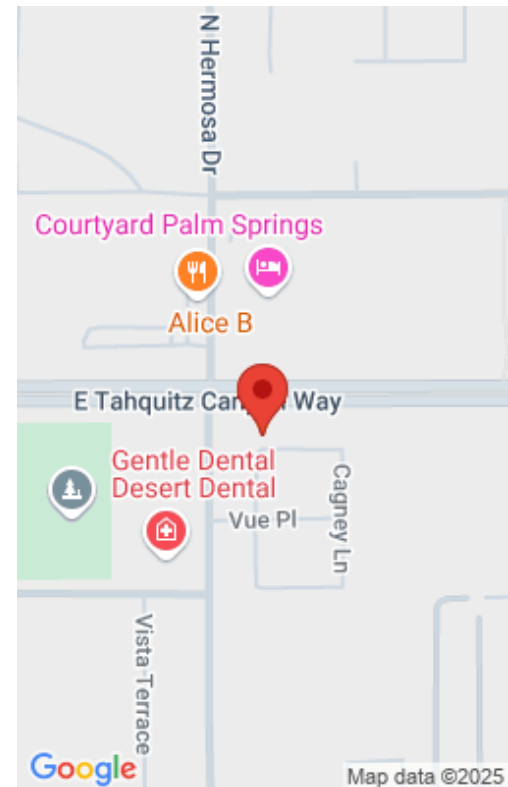 N Hermosa Dr
Courtyard Palm Springs
Alice B
E Tahquitz Can Way
Gentle Dental
Desert Dental
Cagney Ln
Vue Pl
Vista Terrace
Google
Map data ©2025